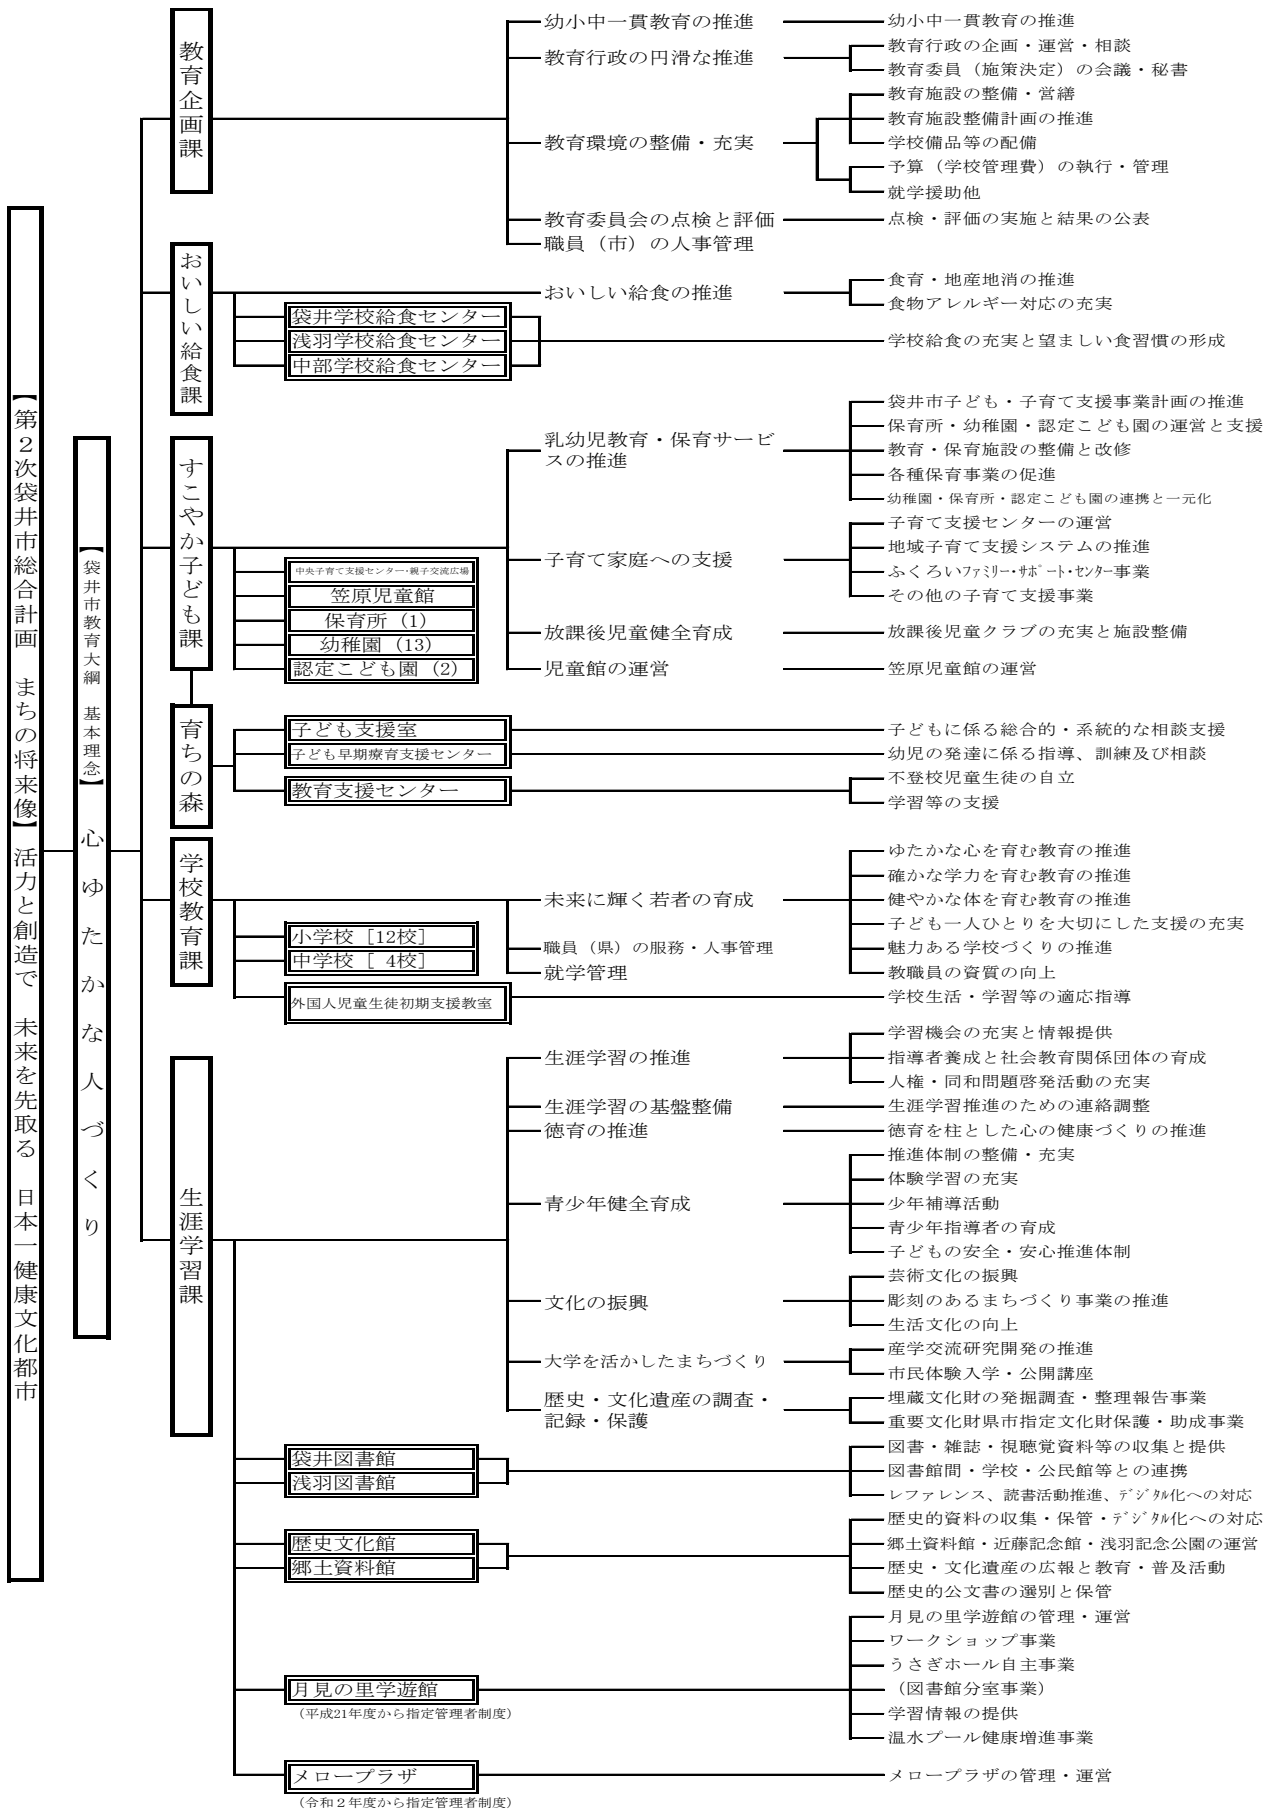 【第２次袋井市総合計画　まちの将来像】活力と創造で　未来を先取る　日本一健康文化都市
【袋井市教育大綱　基本理念】　心ゆたかな人づくり
教育企画課
幼小中一貫教育の推進
幼小中一貫教育の推進
教育行政の円滑な推進
教育行政の企画・運営・相談
教育委員（施策決定）の会議・秘書
教育環境の整備・充実
教育施設の整備・営繕
教育施設整備計画の推進
学校備品等の配備
予算（学校管理費）の執行・管理
就学援助他
教育委員会の点検と評価
点検・評価の実施と結果の公表
職員（市）の人事管理
おいしい給食課
おいしい給食の推進
食育・地産地消の推進
食物アレルギー対応の充実
袋井学校給食センター
浅羽学校給食センター
中部学校給食センター
学校給食の充実と望ましい食習慣の形成
すこやか子ども課
乳幼児教育・保育サービ
スの推進
袋井市子ども・子育て支援事業計画の推進
保育所・幼稚園・認定こども園の運営と支援
教育・保育施設の整備と改修
各種保育事業の促進
幼稚園・保育所・認定こども園の連携と一元化
子育て家庭への支援
子育て支援センターの運営
地域子育て支援システムの推進
ふくろいﾌｧﾐﾘｰ･ｻﾎﾟｰﾄ･ｾﾝﾀｰ事業
その他の子育て支援事業
放課後児童健全育成
放課後児童クラブの充実と施設整備
児童館の運営
笠原児童館の運営
中央子育て支援センター・親子交流広場
笠原児童館
保育所（1）
幼稚園（13）
認定こども園（2）
育ちの森
子ども支援室
子どもに係る総合的・系統的な相談支援
子ども早期療育支援センター
幼児の発達に係る指導、訓練及び相談
教育支援センター
不登校児童生徒の自立
学習等の支援
学校教育課
未来に輝く若者の育成
ゆたかな心を育む教育の推進
確かな学力を育む教育の推進
健やかな体を育む教育の推進
子ども一人ひとりを大切にした支援の充実
魅力ある学校づくりの推進
教職員の資質の向上
職員（県）の服務・人事管理
就学管理
小学校［12校］
中学校［ 4校］
外国人児童生徒初期支援教室
学校生活・学習等の適応指導
生涯学習課
生涯学習の推進
学習機会の充実と情報提供
指導者養成と社会教育関係団体の育成
人権・同和問題啓発活動の充実
生涯学習の基盤整備
生涯学習推進のための連絡調整
徳育の推進
徳育を柱とした心の健康づくりの推進
青少年健全育成
推進体制の整備・充実
体験学習の充実
少年補導活動
青少年指導者の育成
子どもの安全・安心推進体制
文化の振興
芸術文化の振興
彫刻のあるまちづくり事業の推進
生活文化の向上
大学を活かしたまちづくり
産学交流研究開発の推進
市民体験入学・公開講座
歴史・文化遺産の調査・
記録・保護
埋蔵文化財の発掘調査・整理報告事業
重要文化財県市指定文化財保護・助成事業
袋井図書館
浅羽図書館
図書・雑誌・視聴覚資料等の収集と提供
図書館間・学校・公民館等との連携
レファレンス、読書活動推進、ﾃﾞｼﾞﾀﾙ化への対応
歴史文化館
郷土資料館
歴史的資料の収集・保管・ﾃﾞｼﾞﾀﾙ化への対応
郷土資料館・近藤記念館・浅羽記念公園の運営
歴史・文化遺産の広報と教育・普及活動
歴史的公文書の選別と保管
月見の里学遊館
（平成21年度から指定管理者制度）
月見の里学遊館の管理・運営
ワークショップ事業
うさぎホール自主事業
（図書館分室事業）
学習情報の提供
温水プール健康増進事業
メロープラザ
（令和２年度から指定管理者制度）
メロープラザの管理・運営